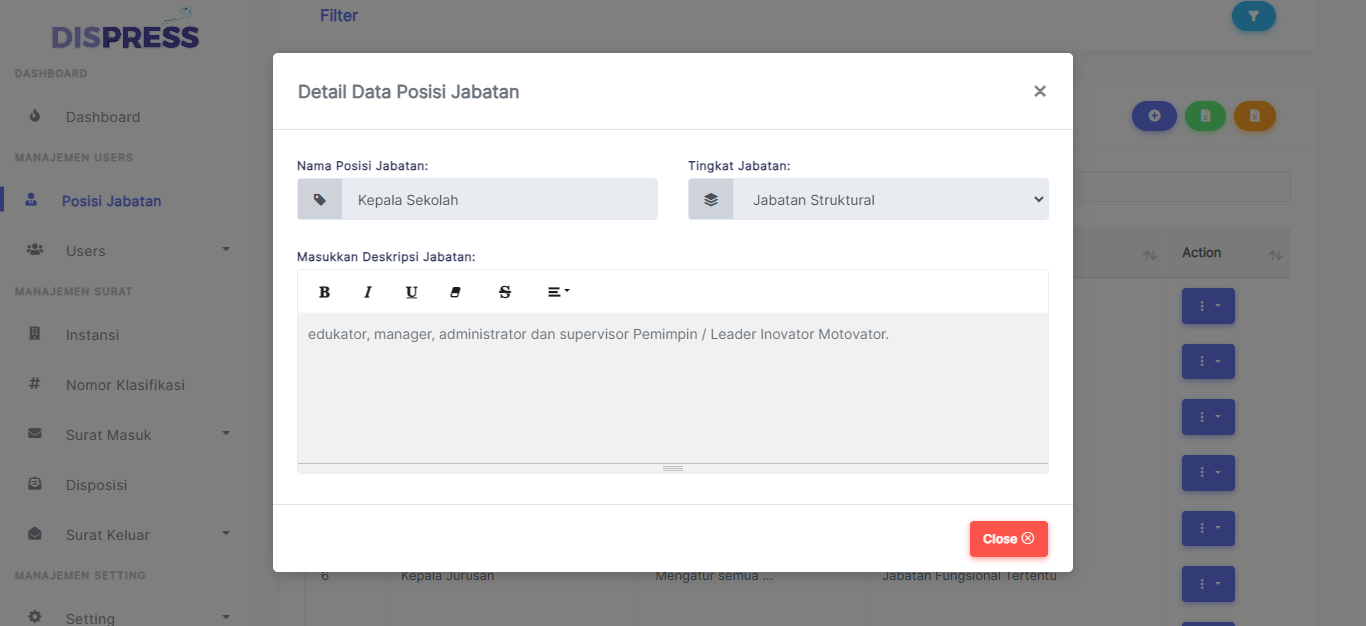 DISPRESS
DASHBOARD
Dashboard
MANAJEMEN USERS
Posisi Jabatan
Users
MANAJEMEN SURAT
Instansi
Nomor Klasifikasi
Surat Masuk
Disposisi
Surat Keluar
MANAJEMEN SETTING
Setting
Filter
Action
Detail Data Posisi Jabatan
Nama Posisi Jabatan:
Kepala Sekolah
Tingkat Jabatan:
Jabatan Struktural
Masukkan Deskripsi Jabatan:
B I U S
edukator, manager, administrator dan supervisor Pemimpin / Leader Inovator Motovator.
Close
6 Kepala Jurusan Mengatur semua ... Jabatan Fungsional Tertentu